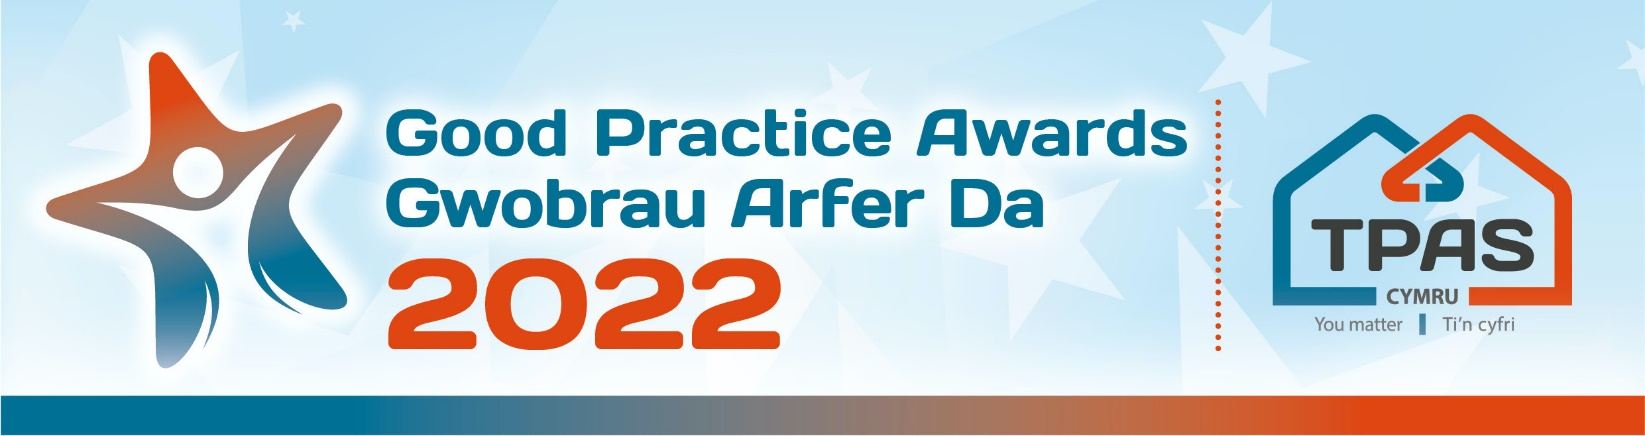 Good Practice Awards
Gwobrau Arfer Da
2022
TPAS
CYMRU
You matter | Ti'n cyfri